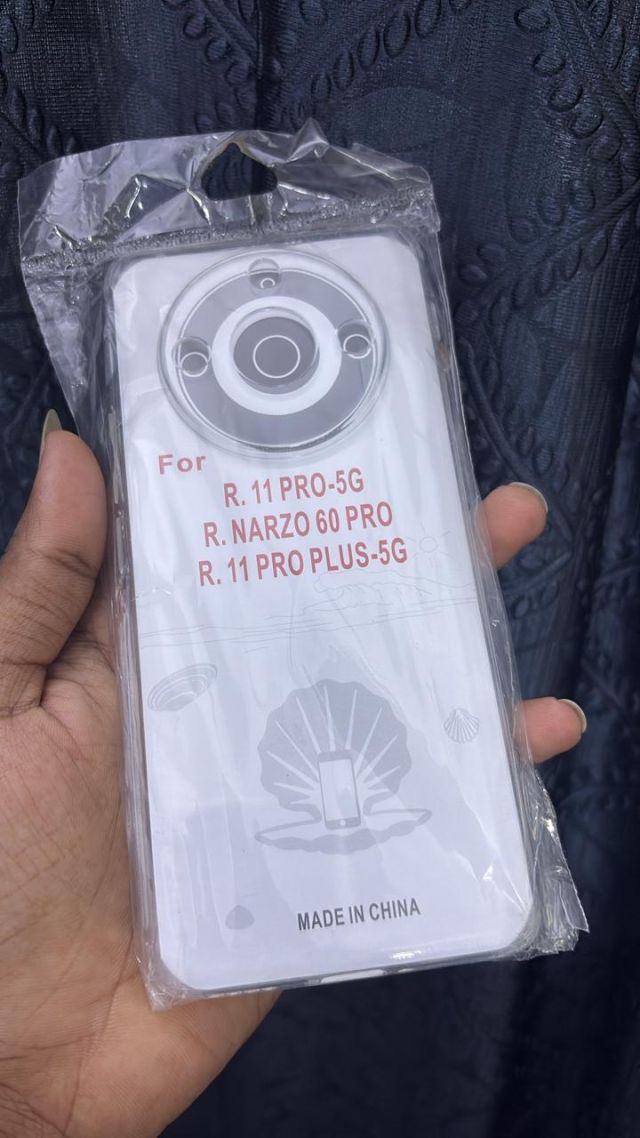 For
R. 11 PRO-5G
R. NARZO 60 PRO
R. 11 PRO PLUS-5G
MADE IN CHINA